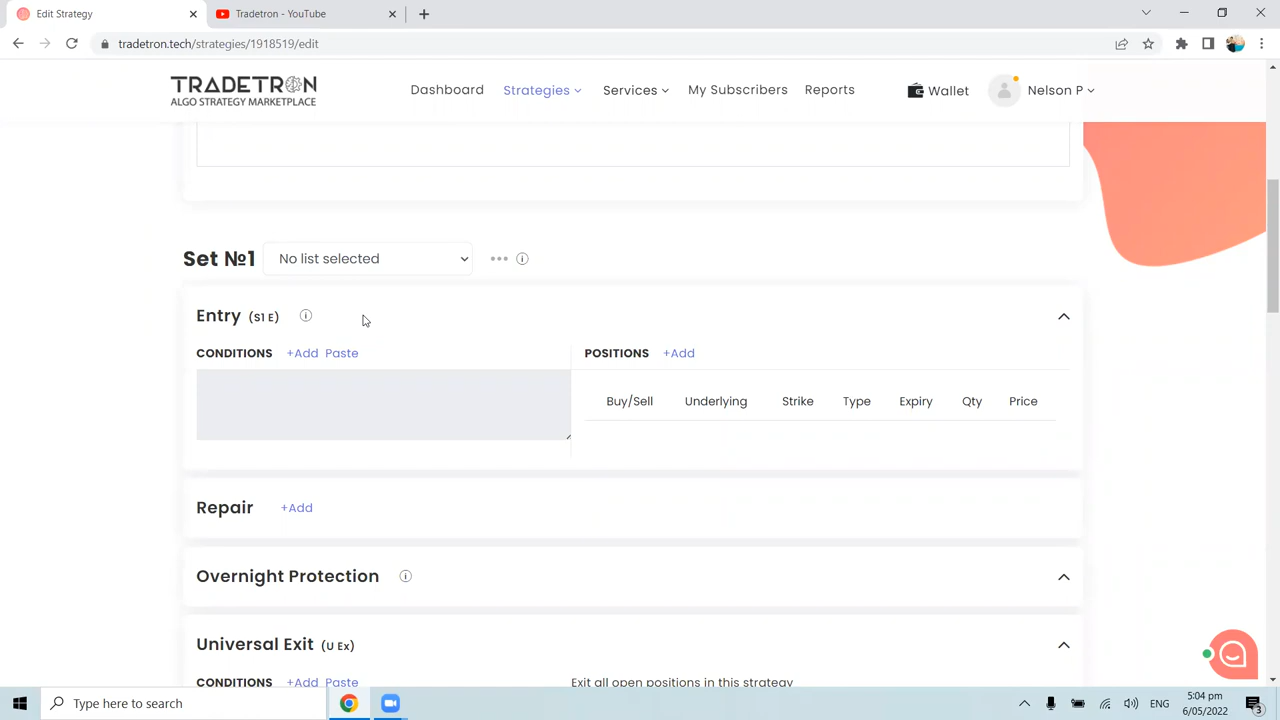 Edit Strategy
Tradetron - YouTube
tradetron.tech/strategies/1918519/edit
TRADETRON
ALGO STRATEGY MARKETPLACE
Dashboard Strategies Services My Subscribers Reports Wallet Nelson P
Set №1 No list selected
Entry (S1 E)
CONDITIONS +Add Paste POSITIONS +Add
Buy/Sell Underlying Strike Type Expiry Qty Price
Repair +Add
Overnight Protection
Universal Exit (U Ex)
CONDITIONS +Add Paste Exit all open positions in this strategy
Type here to search
ENG
5:04 pm
6/05/2022
3